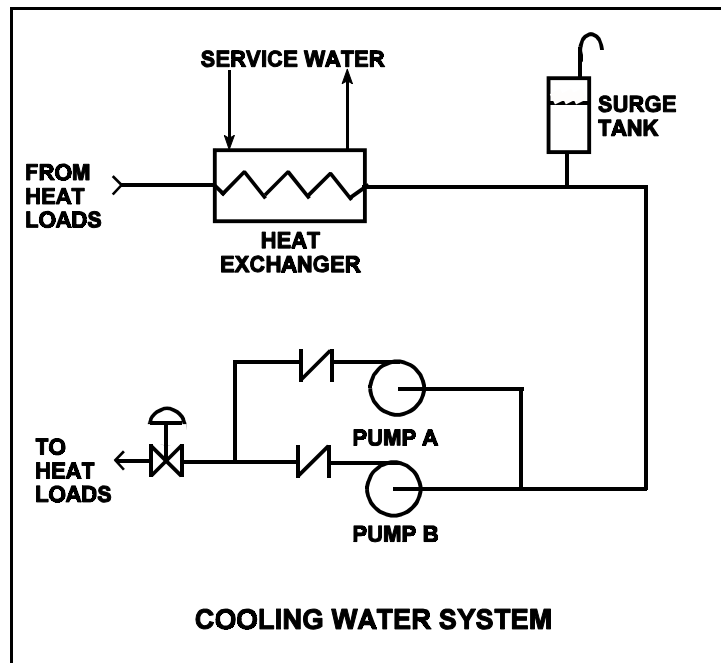 SERVICE WATER
SURGE
TANK
FROM
HEAT
LOADS
HEAT
EXCHANGER
PUMP A
TO
HEAT
LOADS
PUMP B
COOLING WATER SYSTEM